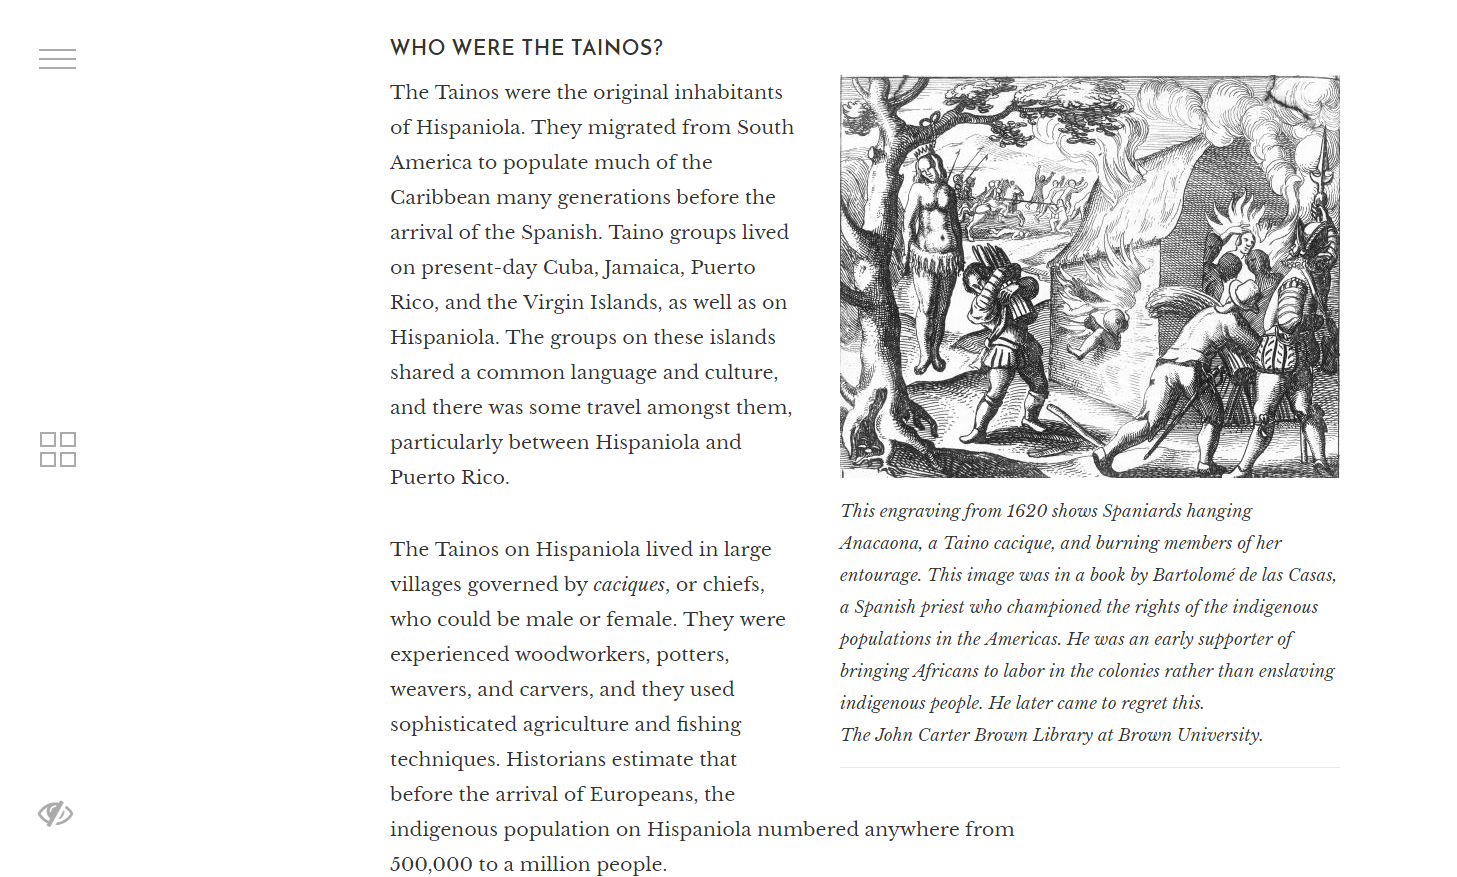 WHO WERE THE TAINOS?
The Tainos were the original inhabitants
of Hispaniola. They migrated from South
America to populate much of the
Caribbean many generations before the
arrival of the Spanish. Taino groups lived
on present-day Cuba, Jamaica, Puerto
Rico, and the Virgin Islands, as well as on
Hispaniola. The groups on these islands
shared a common language and culture,
and there was some travel amongst them,
particularly between Hispaniola and
Puerto Rico.
The Tainos on Hispaniola lived in large
villages governed by caciques, or chiefs,
who could be male or female. They were
experienced woodworkers, potters,
weavers, and carvers, and they used
sophisticated agriculture and fishing
techniques. Historians estimate that
before the arrival of Europeans, the
indigenous population on Hispaniola numbered anywhere from
500,000 to a million people.
This engraving from 1620 shows Spaniards hanging
Anacaona, a Taino cacique, and burning members of her
entourage. This image was in a book by Bartolomé de las Casas,
a Spanish priest who championed the rights of the indigenous
populations in the Americas. He was an early supporter of
bringing Africans to labor in the colonies rather than enslaving
indigenous people. He later came to regret this.
The John Carter Brown Library at Brown University.